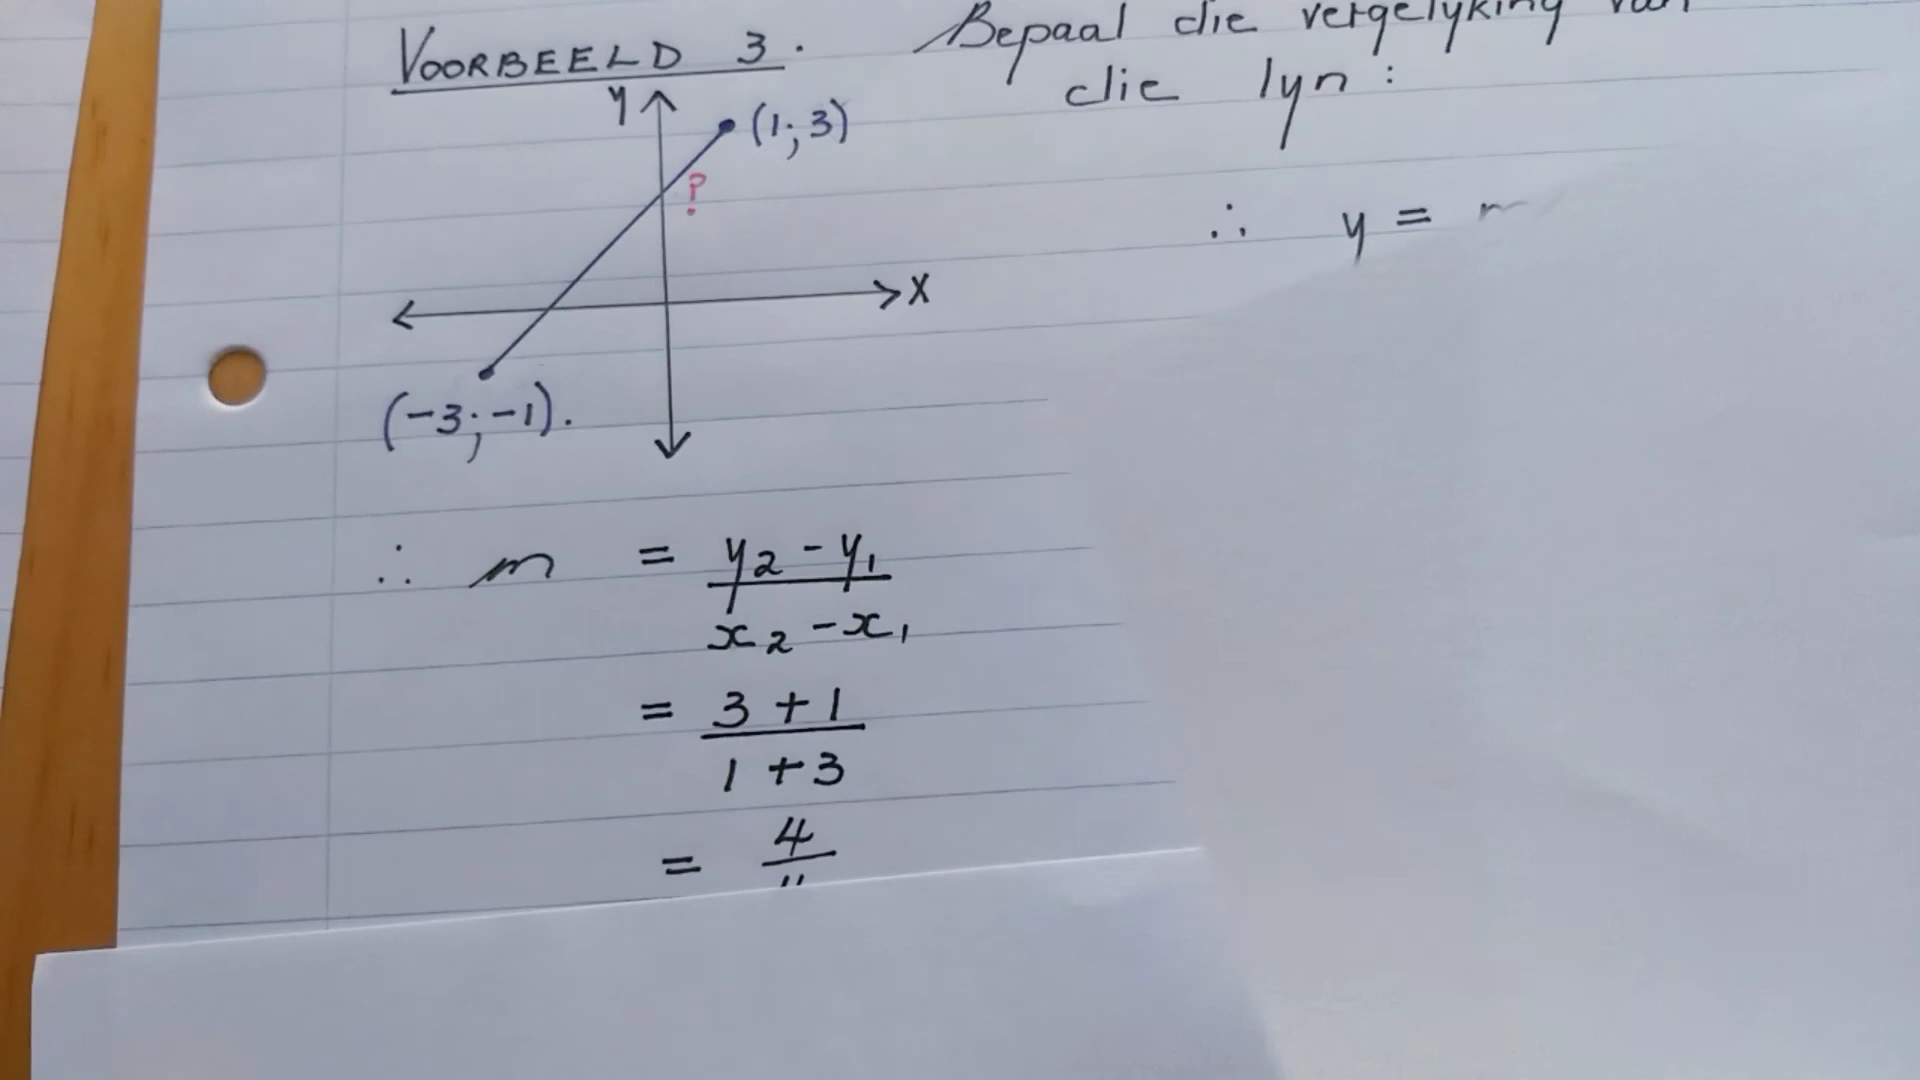 VOORBEELD 3. Bepaal die vergelyking van
die lyn:
Y
(1; 3)
?
X
(-3; -1).
∴ y =
∴ m = y₂ - y₁
x₂ - x₁
= 3 + 1
1 + 3
= 4